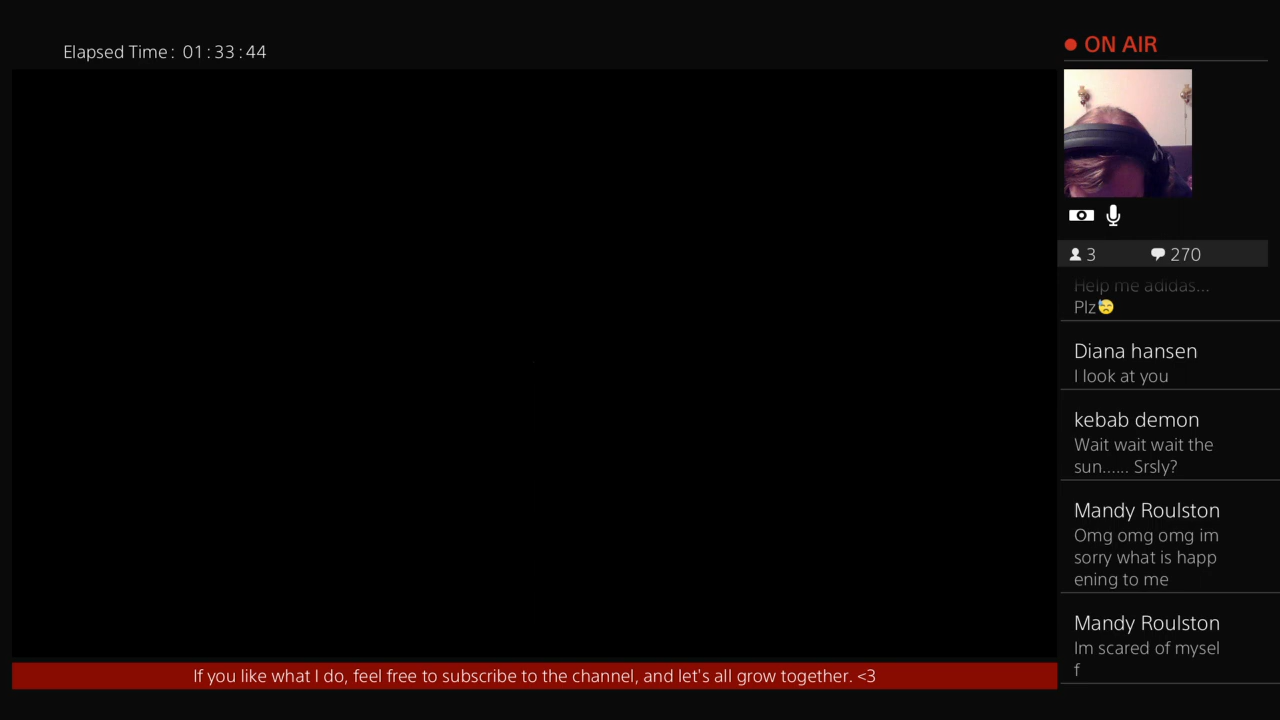 Elapsed Time: 01:33:44
ON AIR
3 270
Help me adidas...
Plz
Diana hansen
I look at you
kebab demon
Wait wait wait the
sun...... Srsly?
Mandy Roulston
Omg omg omg im
sorry what is happ
ening to me
Mandy Roulston
Im scared of mysel
f
If you like what I do, feel free to subscribe to the channel, and let's all grow together. <3